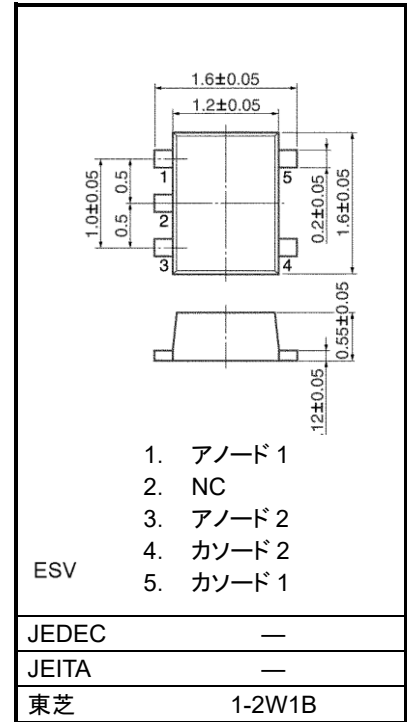 1.6±0.05
1.2±0.05
1.0±0.05
0.5
0.5
1
2
3
5
4
0.2±0.05
1.6±0.05
0.55±0.05
.12±0.05
1. アノード 1
2. NC
3. アノード 2
4. カソード 2
ESV 5. カソード 1
JEDEC —
JEITA —
東芝 1-2W1B